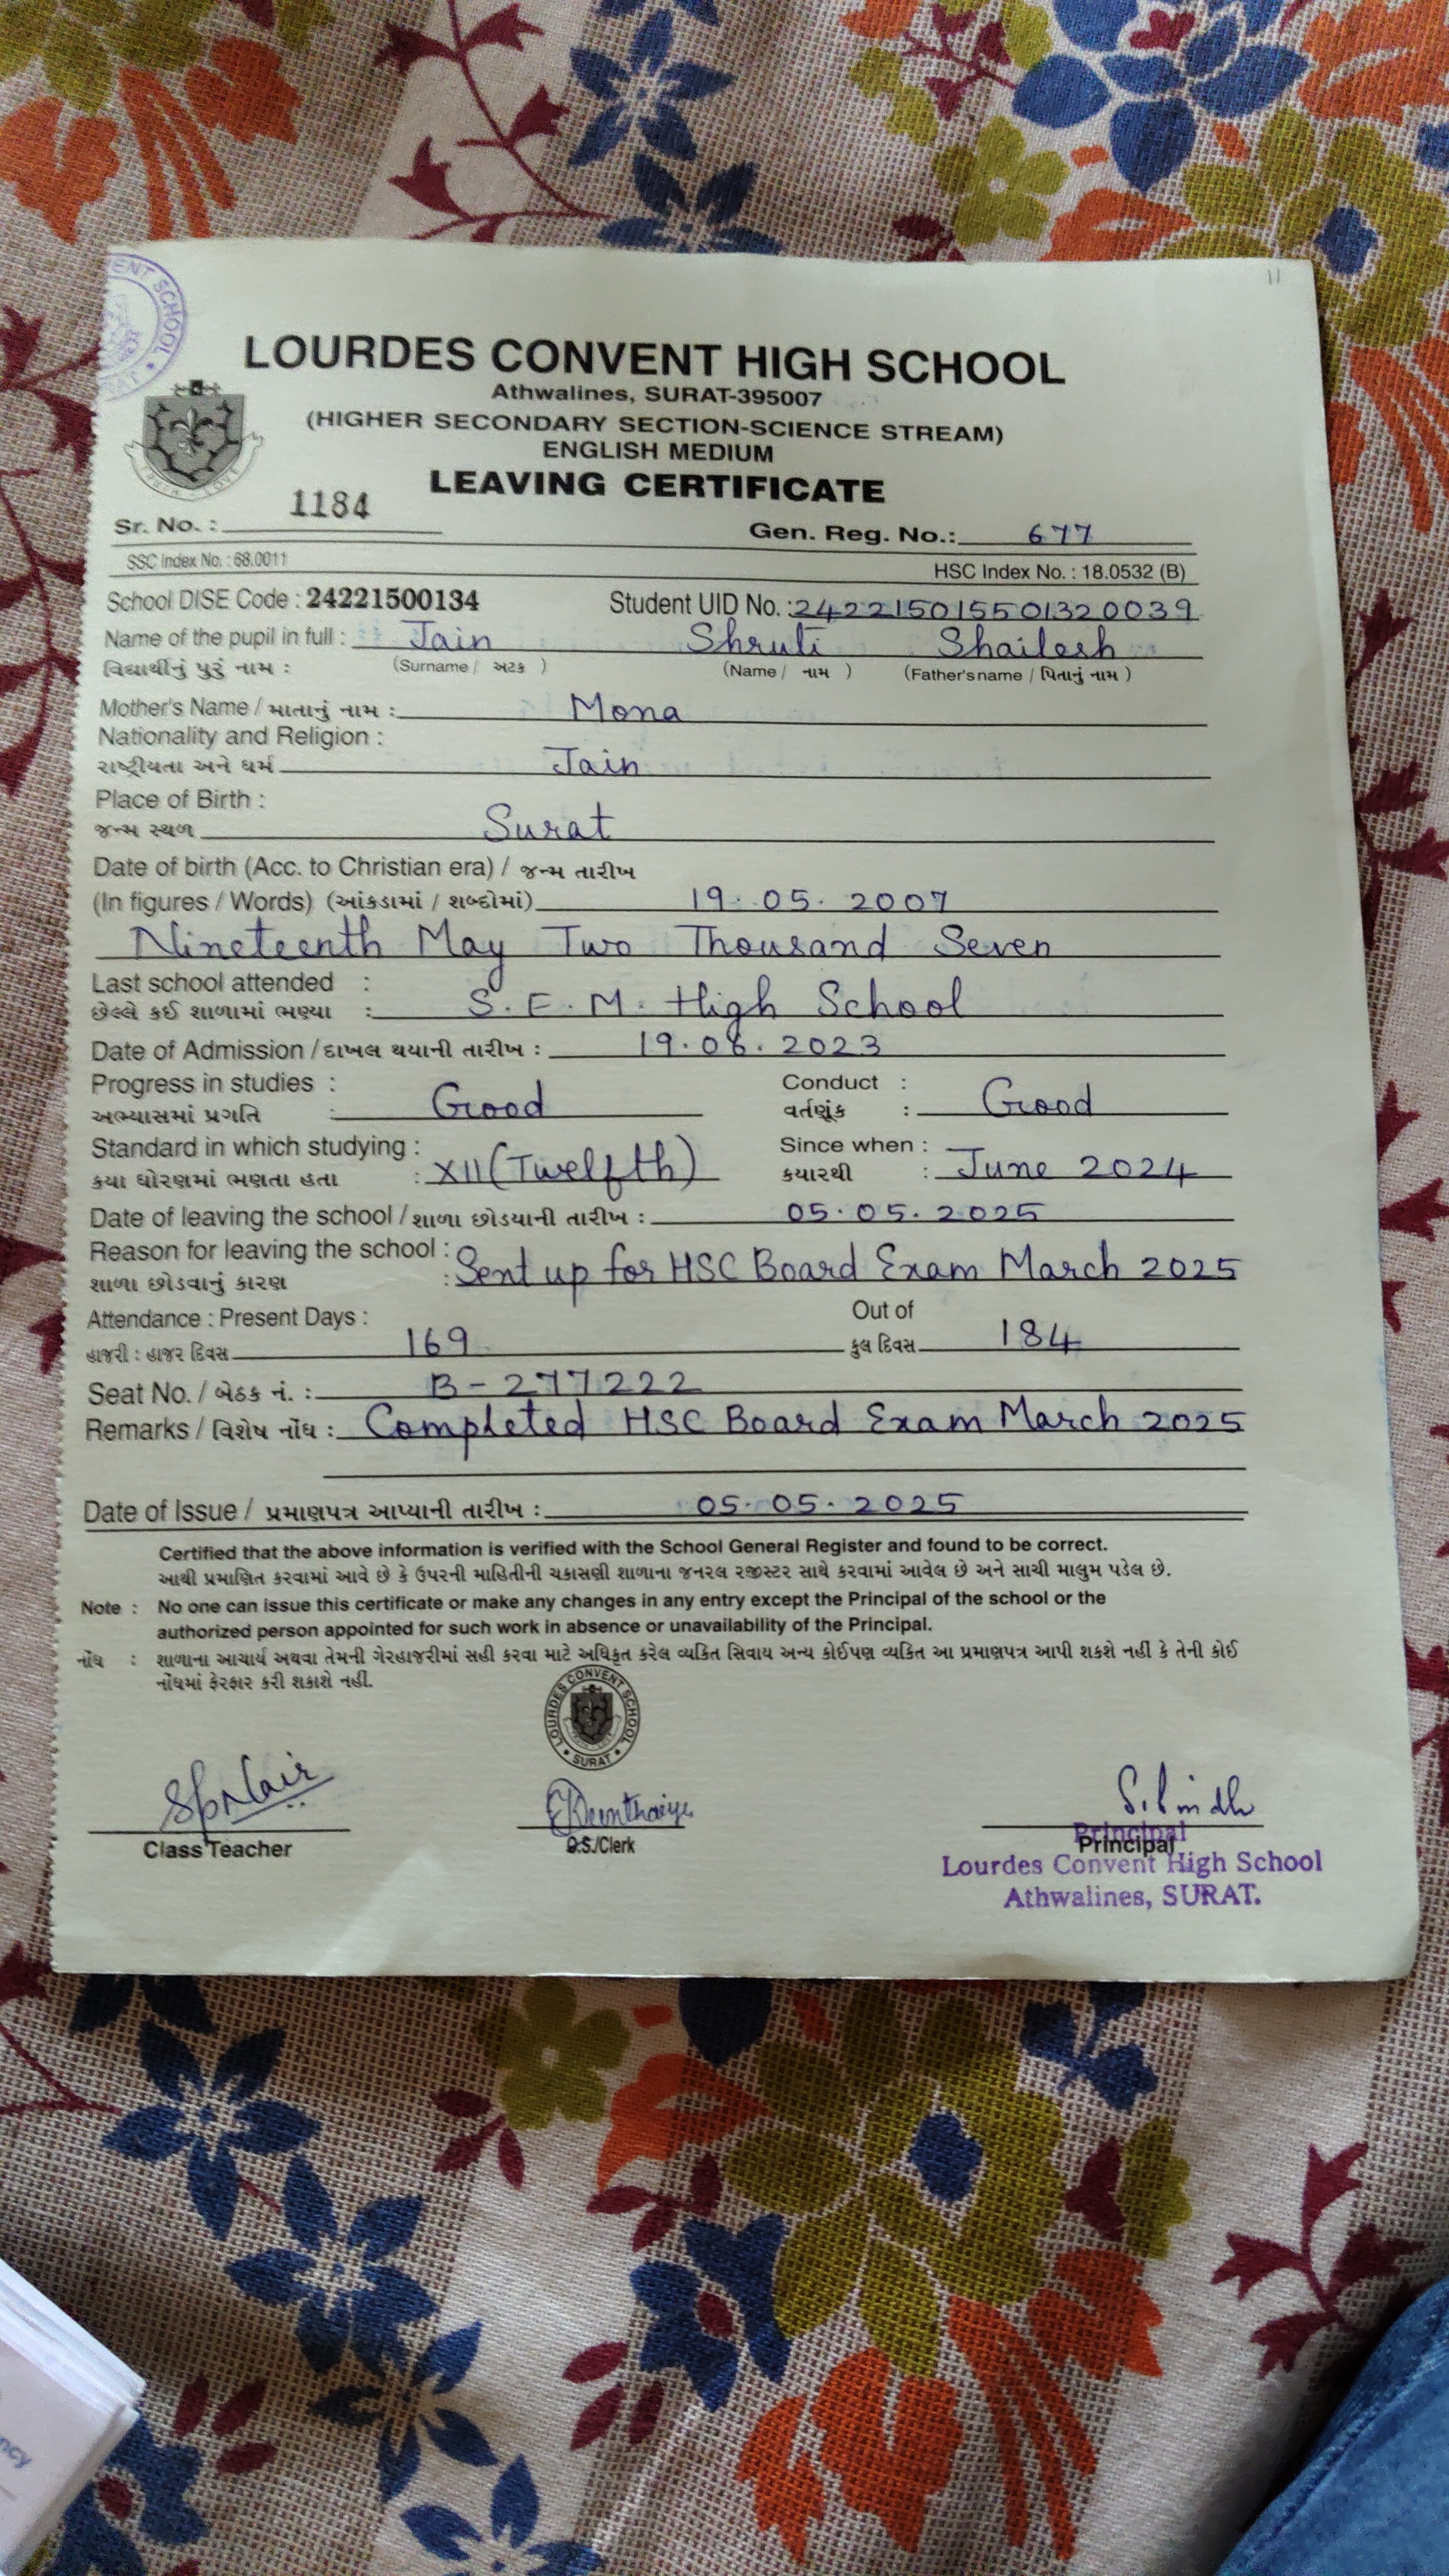 ENT SCHOOL
LOURDES CONVENT HIGH SCHOOL
Athwalines, SURAT-395007
(HIGHER SECONDARY SECTION-SCIENCE STREAM)
ENGLISH MEDIUM
LEAVING CERTIFICATE
Sr. No. : 1184
Gen. Reg. No.: 677
SSC Index No. : 68.0011
HSC Index No. : 18.0532 (B)
School DISE Code : 24221500134 Student UID No. : 242215015501320039
Name of the pupil in full : Jain Shruti Shailesh
વિદ્યાર્થીનું પુરું નામ : (Surname / અટક ) (Name / નામ ) (Father's name / પિતાનું નામ )
Mother's Name / માતાનું નામ : Mona
Nationality and Religion :
રાષ્ટ્રીયતા અને ધર્મ Jain
Place of Birth :
જન્મ સ્થળ Surat
Date of birth (Acc. to Christian era) / જન્મ તારીખ
(In figures / Words) (આંકડામાં / શબ્દોમાં) 19. 05. 2007
Nineteenth May Two Thousand Seven
Last school attended :
છેલ્લે કઈ શાળામાં ભણ્યા : S. E. M. High School
Date of Admission / દાખલ થયાની તારીખ : 19.06.2023
Progress in studies : Good Conduct : Good
અભ્યાસમાં પ્રગતિ : વર્તણૂંક :
Standard in which studying : XII (Twelfth) Since when : June 2024
કયા ધોરણમાં ભણતા હતા : કયારથી :
Date of leaving the school / શાળા છોડયાની તારીખ : 05.05.2025
Reason for leaving the school : Sent up for HSC Board Exam March 2025
શાળા છોડવાનું કારણ :
Attendance : Present Days : 169 Out of 184
હાજરી : હાજર દિવસ કુલ દિવસ
Seat No. / બેઠક નં. : B-277222
Remarks / વિશેષ નોંધ : Completed HSC Board Exam March 2025
Date of Issue / પ્રમાણપત્ર આપ્યાની તારીખ : 05. 05. 2025
Certified that the above information is verified with the School General Register and found to be correct.
આથી પ્રમાણિત કરવામાં આવે છે કે ઉપરની માહિતીની ચકાસણી શાળાના જનરલ રજીસ્ટર સાથે કરવામાં આવેલ છે અને સાચી માલુમ પડેલ છે.
Note : No one can issue this certificate or make any changes in any entry except the Principal of the school or the
authorized person appointed for such work in absence or unavailability of the Principal.
નોંધ : શાળાના આચાર્ય અથવા તેમની ગેરહાજરીમાં સહી કરવા માટે અધિકૃત કરેલ વ્યકિત સિવાય અન્ય કોઈપણ વ્યકિત આ પ્રમાણપત્ર આપી શકશે નહીં કે તેની કોઈ
નોંધમાં ફેરફાર કરી શકાશે નહીં.
LOURDES CONVENT SCHOOL
SURAT
Class Teacher O.S./Clerk Principal
Principal
Lourdes Convent High School
Athwalines, SURAT.
ncy